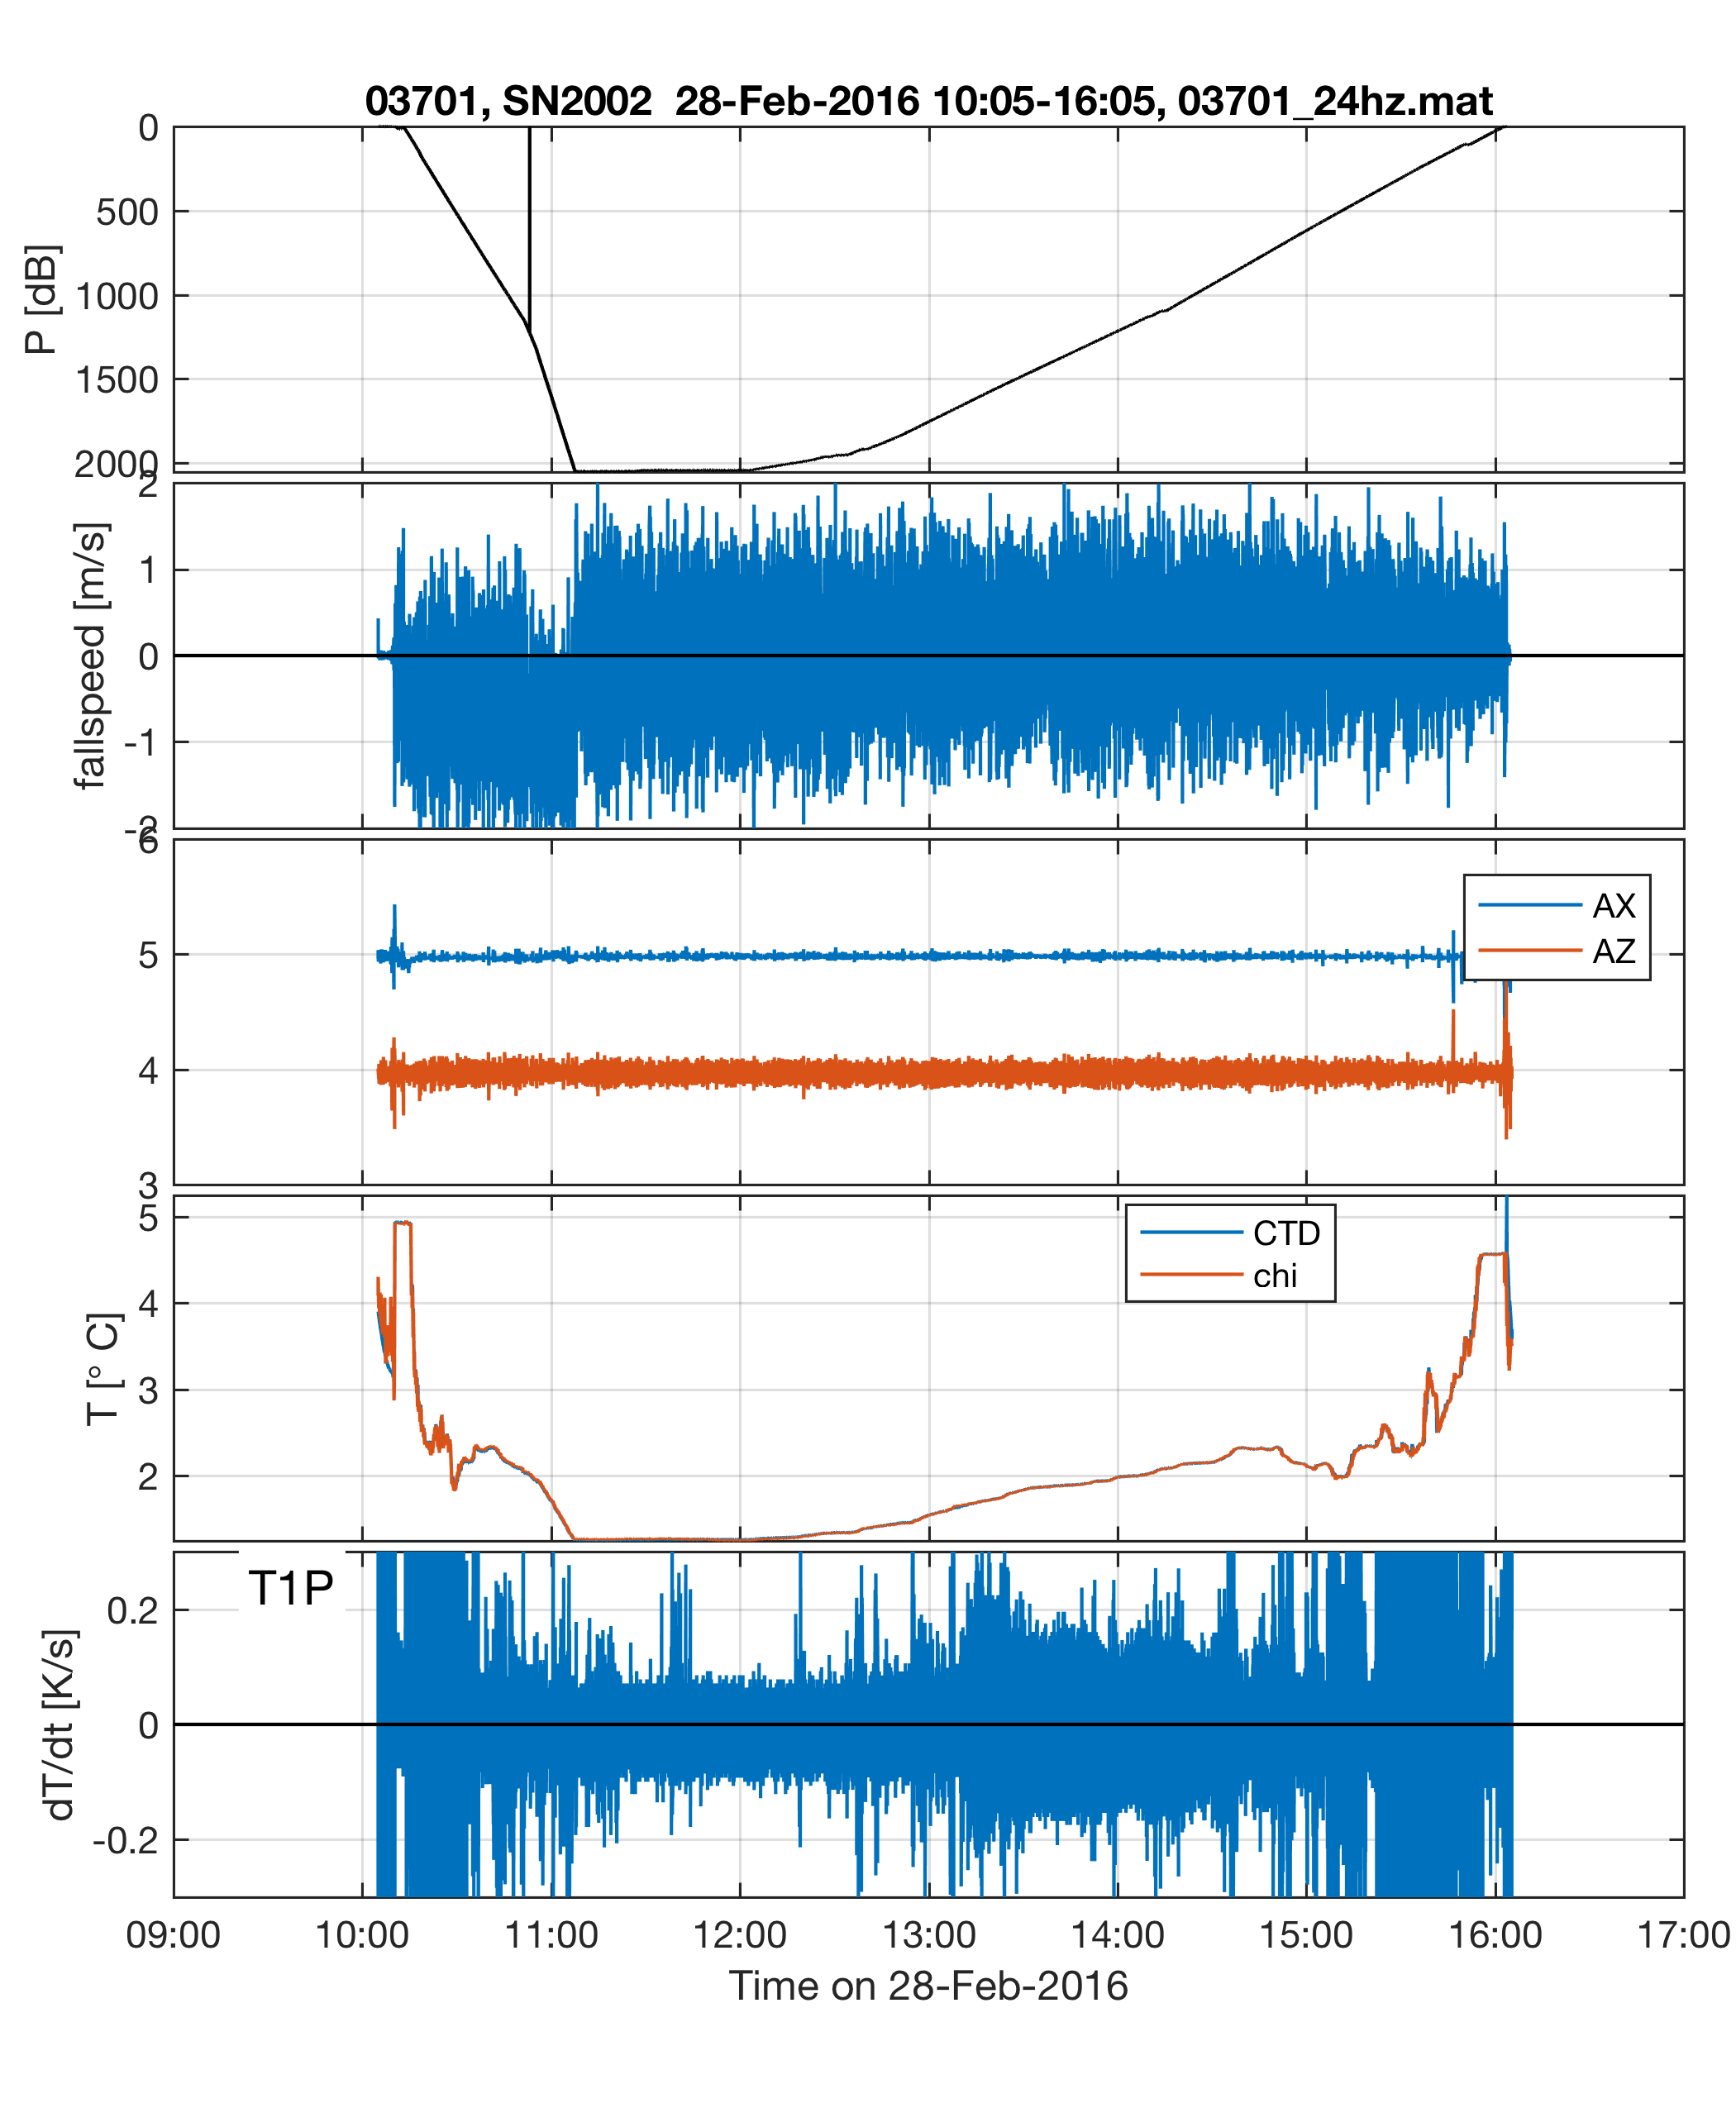 03701, SN2002  28-Feb-2016 10:05-16:05, 03701_24hz.mat
0
500
1000
1500
2000
P [dB]
2
1
0
-1
-2
fallspeed [m/s]
6
5
4
3
AX
AZ
5
4
3
2
T [° C]
CTD
chi
T1P
0.2
0
-0.2
dT/dt [K/s]
09:00 10:00 11:00 12:00 13:00 14:00 15:00 16:00 17:00
Time on 28-Feb-2016